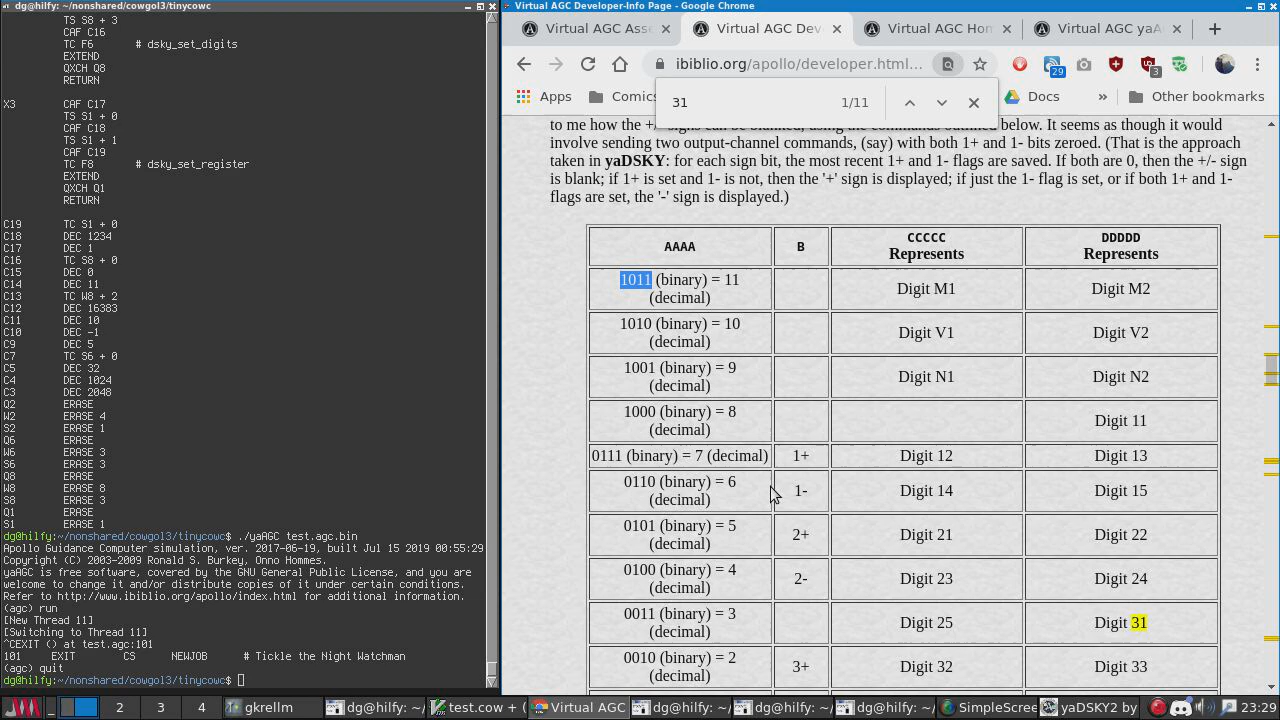 dg@hilfy: ~/nonshared/cowgol3/tinycowc
TS S8 + 3
CAF C16
TC F6 # dsky_set_digits
EXTEND
QXCH Q8
RETURN
X3 CAF C17
TS S1 + 0
CAF C18
TS S1 + 1
CAF C19
TC F8 # dsky_set_register
EXTEND
QXCH Q1
RETURN
C19 TC S1 + 0
C18 DEC 1234
C17 DEC 1
C16 TC S8 + 0
C15 DEC 0
C14 DEC 11
C13 TC W8 + 2
C12 DEC 16383
C11 DEC 10
C10 DEC -1
C9 DEC 5
C7 TC S6 + 0
C5 DEC 32
C4 DEC 1024
C3 DEC 2048
Q2 ERASE
W2 ERASE 4
S2 ERASE 1
Q6 ERASE
W6 ERASE 3
S6 ERASE 3
Q8 ERASE
W8 ERASE 8
S8 ERASE 3
Q1 ERASE
S1 ERASE 1
dg@hilfy:~/nonshared/cowgol3/tinycowc$ ./yaAGC test.agc.bin
Apollo Guidance Computer simulation, ver. 2017-06-19, built Jul 15 2019 00:55:29
Copyright (C) 2003-2009 Ronald S. Burkey, Onno Hommes.
yaAGC is free software, covered by the GNU General Public License, and you are
welcome to change it and/or distribute copies of it under certain conditions.
Refer to http://www.ibiblio.org/apollo/index.html for additional information.
(agc) run
[New Thread 11]
[Switching to Thread 11]
^CEXIT () at test.agc:101
101 EXIT CS NEWJOB # Tickle the Night Watchman
(agc) quit
dg@hilfy:~/nonshared/cowgol3/tinycowc$
Virtual AGC Developer-Info Page - Google Chrome
Virtual AGC Asse Virtual AGC Dev Virtual AGC Hom Virtual AGC yaA
ibiblio.org/apollo/developer.html... 29 3
Apps Comics Docs » Other bookmarks
31 1/11
to me how the +/- signs can be blanked, using the commands outlined below. It seems as though it would
involve sending two output-channel commands, (say) with both 1+ and 1- bits zeroed. (That is the approach
taken in yaDSKY: for each sign bit, the most recent 1+ and 1- flags are saved. If both are 0, then the +/- sign
is blank; if 1+ is set and 1- is not, then the '+' sign is displayed; if just the 1- flag is set, or if both 1+ and 1-
flags are set, the '-' sign is displayed.)
AAAA B CCCCC Represents DDDDD Represents
1011 (binary) = 11 (decimal) Digit M1 Digit M2
1010 (binary) = 10 (decimal) Digit V1 Digit V2
1001 (binary) = 9 (decimal) Digit N1 Digit N2
1000 (binary) = 8 (decimal) Digit 11
0111 (binary) = 7 (decimal) 1+ Digit 12 Digit 13
0110 (binary) = 6 (decimal) 1- Digit 14 Digit 15
0101 (binary) = 5 (decimal) 2+ Digit 21 Digit 22
0100 (binary) = 4 (decimal) 2- Digit 23 Digit 24
0011 (binary) = 3 (decimal) Digit 25 Digit 31
0010 (binary) = 2 (decimal) 3+ Digit 32 Digit 33
2 3 4 gkrellm dg@hilfy: ~ test.cow + ( Virtual AGC dg@hilfy: ~/ dg@hilfy: ~/ dg@hilfy: ~/ SimpleScree yaDSKY2 by 23:29